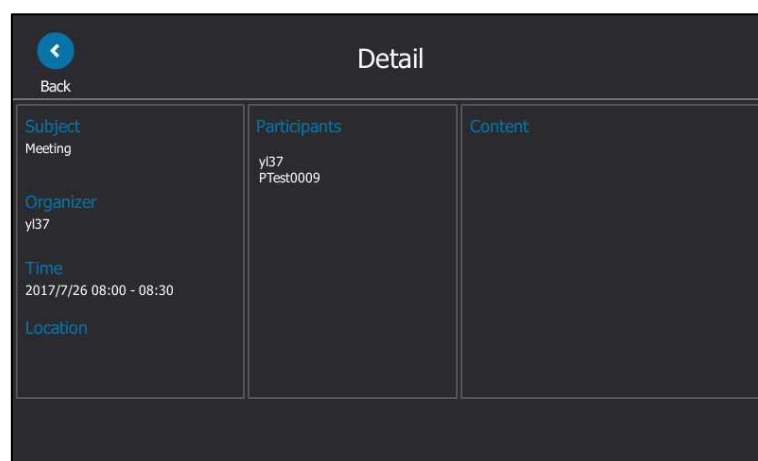 Back
Detail
Subject
Meeting
Organizer
yl37
Time
2017/7/26 08:00 - 08:30
Location
Participants
yl37
PTest0009
Content